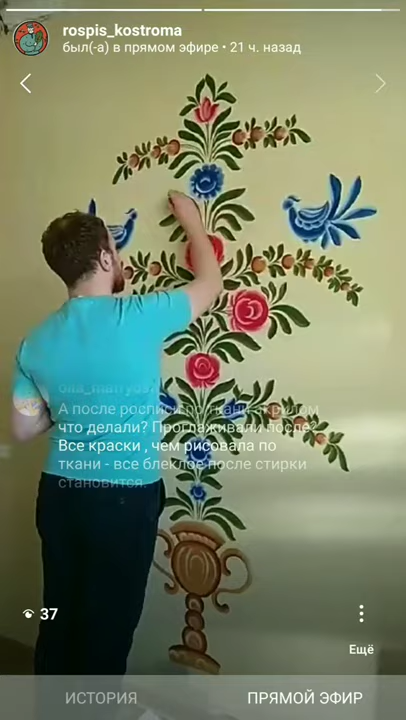 rospis_kostroma
был(-а) в прямом эфире • 21 ч. назад
А после росписи по ткани акрилом
что делали? Проглаживали после?
Все краски , чем рисовала по
ткани - все блеклое после стирки
становится.
37
Ещё
ИСТОРИЯ
ПРЯМОЙ ЭФИР